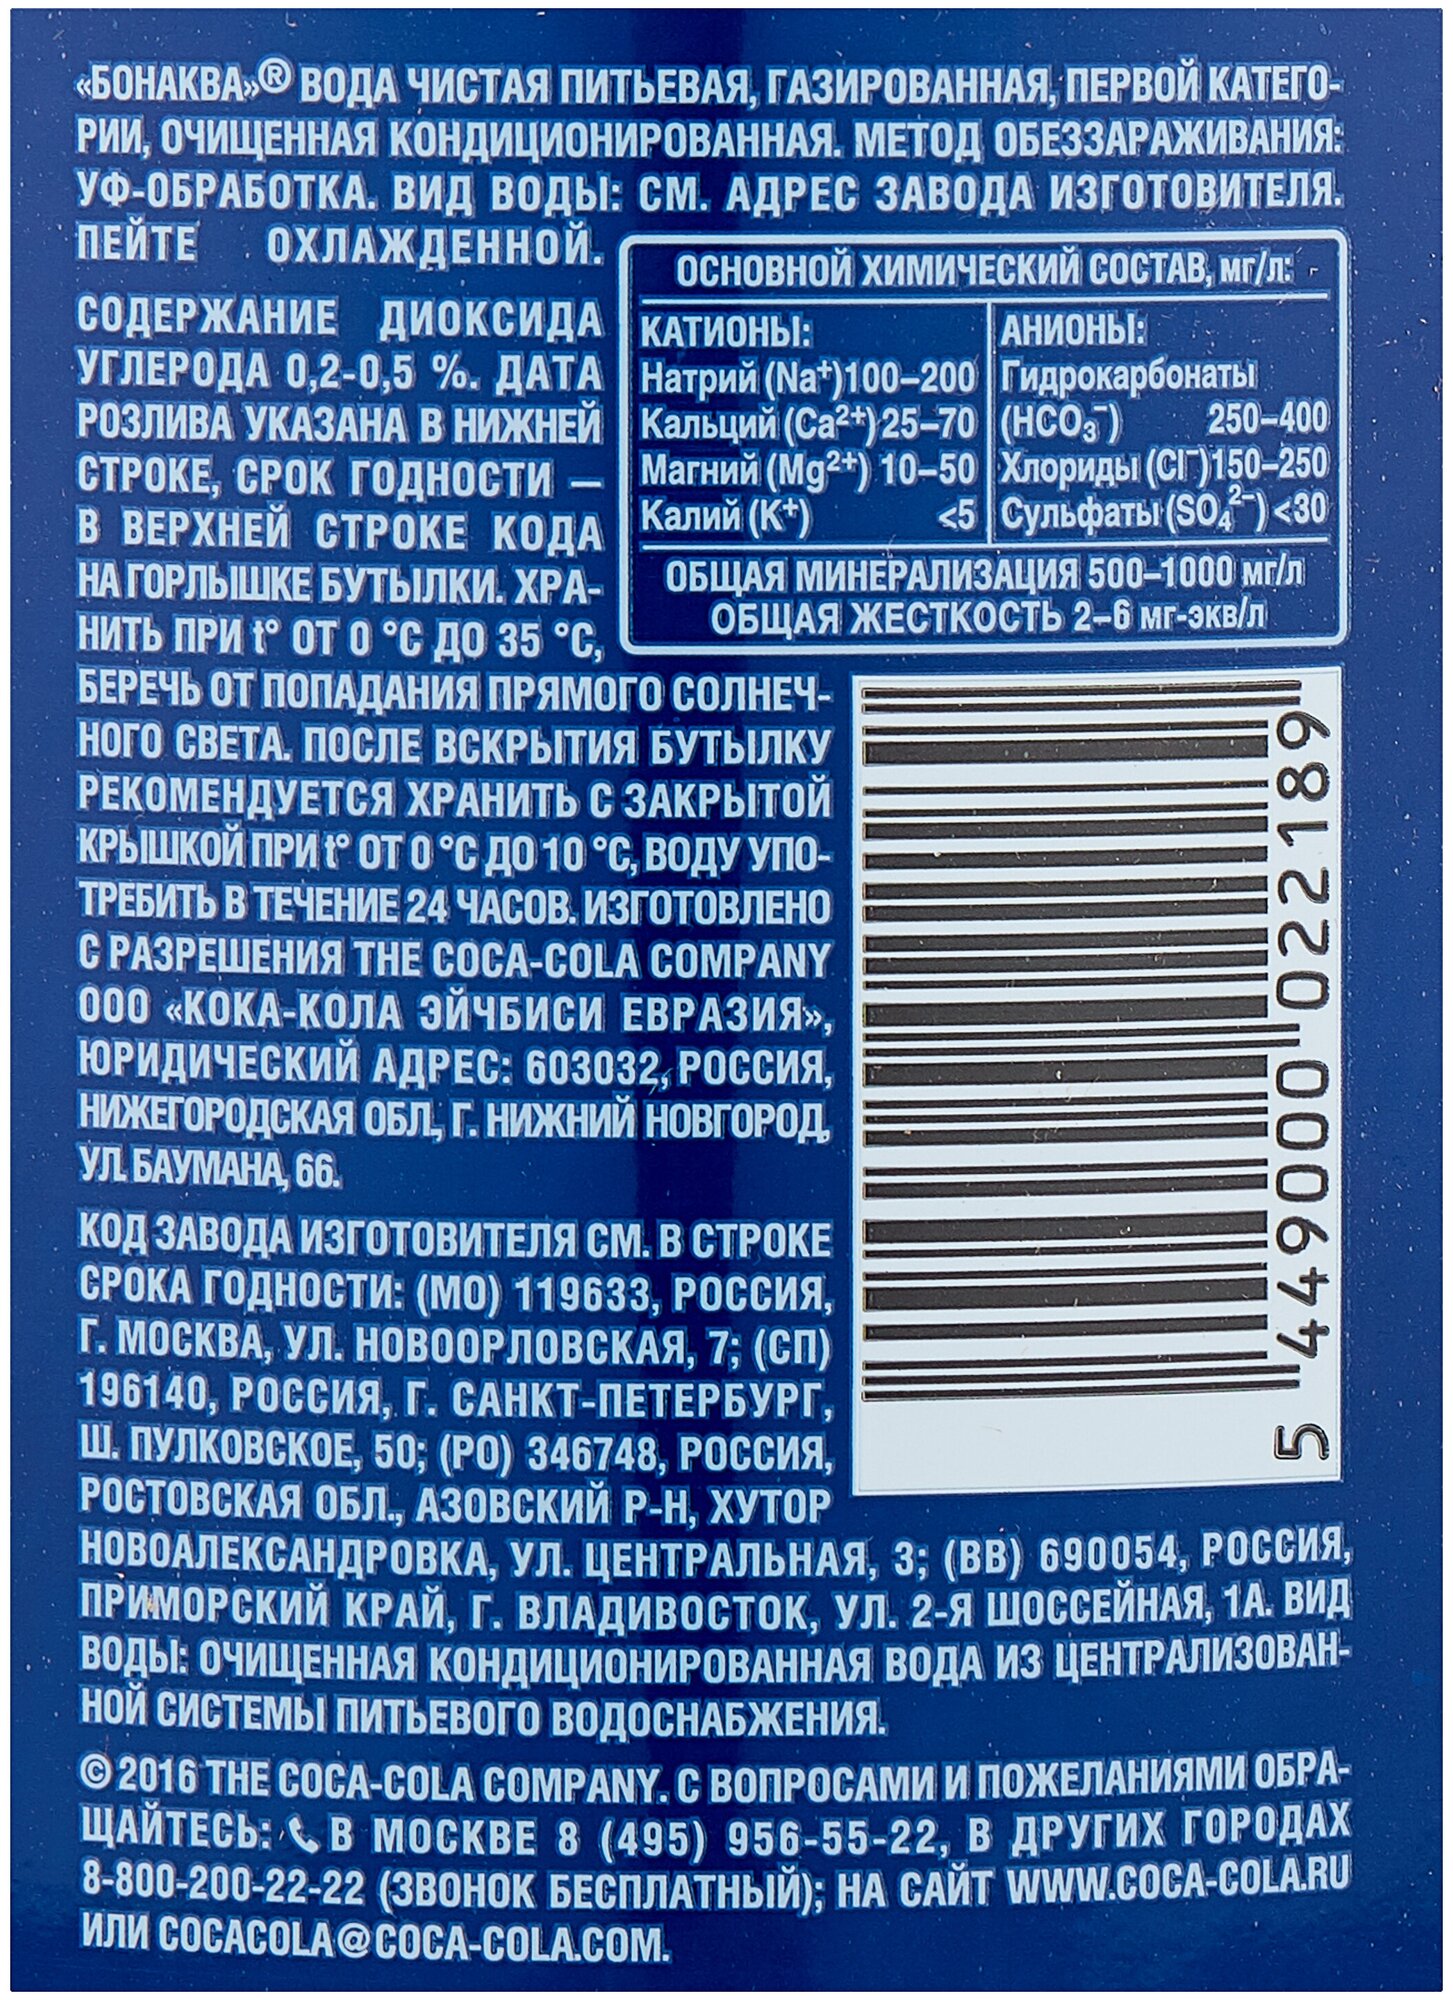 «БОНАКВА»® ВОДА ЧИСТАЯ ПИТЬЕВАЯ, ГАЗИРОВАННАЯ, ПЕРВОЙ КАТЕГО-
РИИ, ОЧИЩЕННАЯ КОНДИЦИОНИРОВАННАЯ. МЕТОД ОБЕЗЗАРАЖИВАНИЯ:
УФ-ОБРАБОТКА. ВИД ВОДЫ: СМ. АДРЕС ЗАВОДА ИЗГОТОВИТЕЛЯ.
ПЕЙТЕ ОХЛАЖДЕННОЙ.
СОДЕРЖАНИЕ ДИОКСИДА
УГЛЕРОДА 0,2-0,5 %. ДАТА
РОЗЛИВА УКАЗАНА В НИЖНЕЙ
СТРОКЕ, СРОК ГОДНОСТИ –
В ВЕРХНЕЙ СТРОКЕ КОДА
НА ГОРЛЫШКЕ БУТЫЛКИ. ХРА-
НИТЬ ПРИ t° ОТ 0 °С ДО 35 °С,
БЕРЕЧЬ ОТ ПОПАДАНИЯ ПРЯМОГО СОЛНЕЧ-
НОГО СВЕТА. ПОСЛЕ ВСКРЫТИЯ БУТЫЛКУ
РЕКОМЕНДУЕТСЯ ХРАНИТЬ С ЗАКРЫТОЙ
КРЫШКОЙ ПРИ t° ОТ 0 °С ДО 10 °С, ВОДУ УПО-
ТРЕБИТЬ В ТЕЧЕНИЕ 24 ЧАСОВ. ИЗГОТОВЛЕНО
С РАЗРЕШЕНИЯ THE COCA-COLA COMPANY
ООО «КОКА-КОЛА ЭЙЧБИСИ ЕВРАЗИЯ»,
ЮРИДИЧЕСКИЙ АДРЕС: 603032, РОССИЯ,
НИЖЕГОРОДСКАЯ ОБЛ., Г. НИЖНИЙ НОВГОРОД,
УЛ. БАУМАНА, 66.
ОСНОВНОЙ ХИМИЧЕСКИЙ СОСТАВ, мг/л:
КАТИОНЫ:
Натрий (Na⁺) 100–200
Кальций (Ca²⁺) 25–70
Магний (Mg²⁺) 10–50
Калий (K⁺) <5
АНИОНЫ:
Гидрокарбонаты
(HCO₃⁻) 250–400
Хлориды (Cl⁻) 150–250
Сульфаты (SO₄²⁻) <30
ОБЩАЯ МИНЕРАЛИЗАЦИЯ 500–1000 мг/л
ОБЩАЯ ЖЕСТКОСТЬ 2–6 мг-экв/л
5 449000 022189
КОД ЗАВОДА ИЗГОТОВИТЕЛЯ СМ. В СТРОКЕ
СРОКА ГОДНОСТИ: (МО) 119633, РОССИЯ,
Г. МОСКВА, УЛ. НОВООРЛОВСКАЯ, 7; (СП)
196140, РОССИЯ, Г. САНКТ-ПЕТЕРБУРГ,
Ш. ПУЛКОВСКОЕ, 50; (РО) 346748, РОССИЯ,
РОСТОВСКАЯ ОБЛ., АЗОВСКИЙ Р-Н, ХУТОР
НОВОАЛЕКСАНДРОВКА, УЛ. ЦЕНТРАЛЬНАЯ, 3; (ВВ) 690054, РОССИЯ,
ПРИМОРСКИЙ КРАЙ, Г. ВЛАДИВОСТОК, УЛ. 2-Я ШОССЕЙНАЯ, 1А. ВИД
ВОДЫ: ОЧИЩЕННАЯ КОНДИЦИОНИРОВАННАЯ ВОДА ИЗ ЦЕНТРАЛИЗОВАН-
НОЙ СИСТЕМЫ ПИТЬЕВОГО ВОДОСНАБЖЕНИЯ.
© 2016 THE COCA-COLA COMPANY. С ВОПРОСАМИ И ПОЖЕЛАНИЯМИ ОБРА-
ЩАЙТЕСЬ: В МОСКВЕ 8 (495) 956-55-22, В ДРУГИХ ГОРОДАХ
8-800-200-22-22 (ЗВОНОК БЕСПЛАТНЫЙ); НА САЙТ WWW.COCA-COLA.RU
ИЛИ COCACOLA@COCA-COLA.COM.